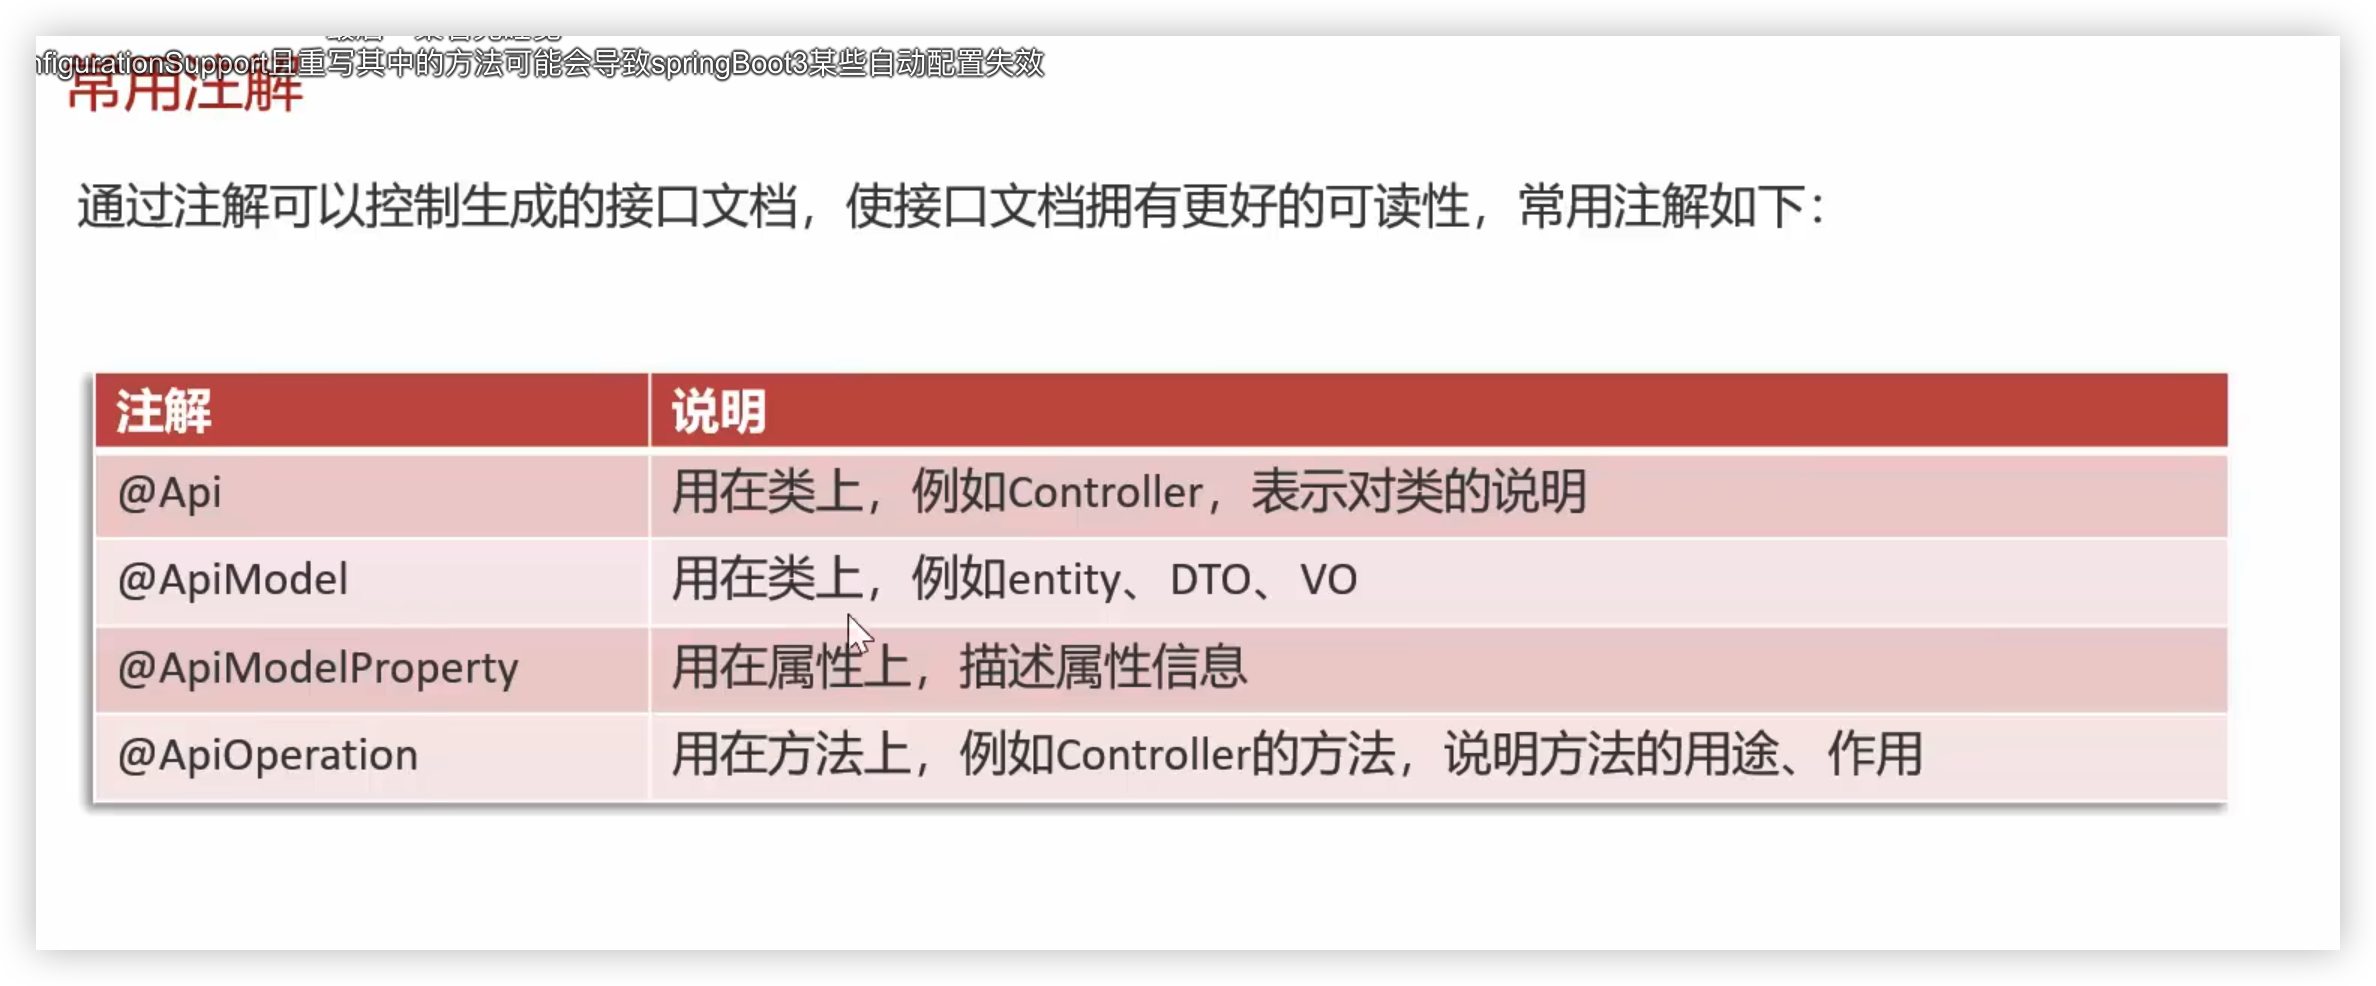 nfigurationSupport且重写其中的方法可能会导致springBoot3某些自动配置失效
常用注解
通过注解可以控制生成的接口文档，使接口文档拥有更好的可读性，常用注解如下：
注解 说明
@Api 用在类上，例如Controller，表示对类的说明
@ApiModel 用在类上，例如entity、DTO、VO
@ApiModelProperty 用在属性上，描述属性信息
@ApiOperation 用在方法上，例如Controller的方法，说明方法的用途、作用